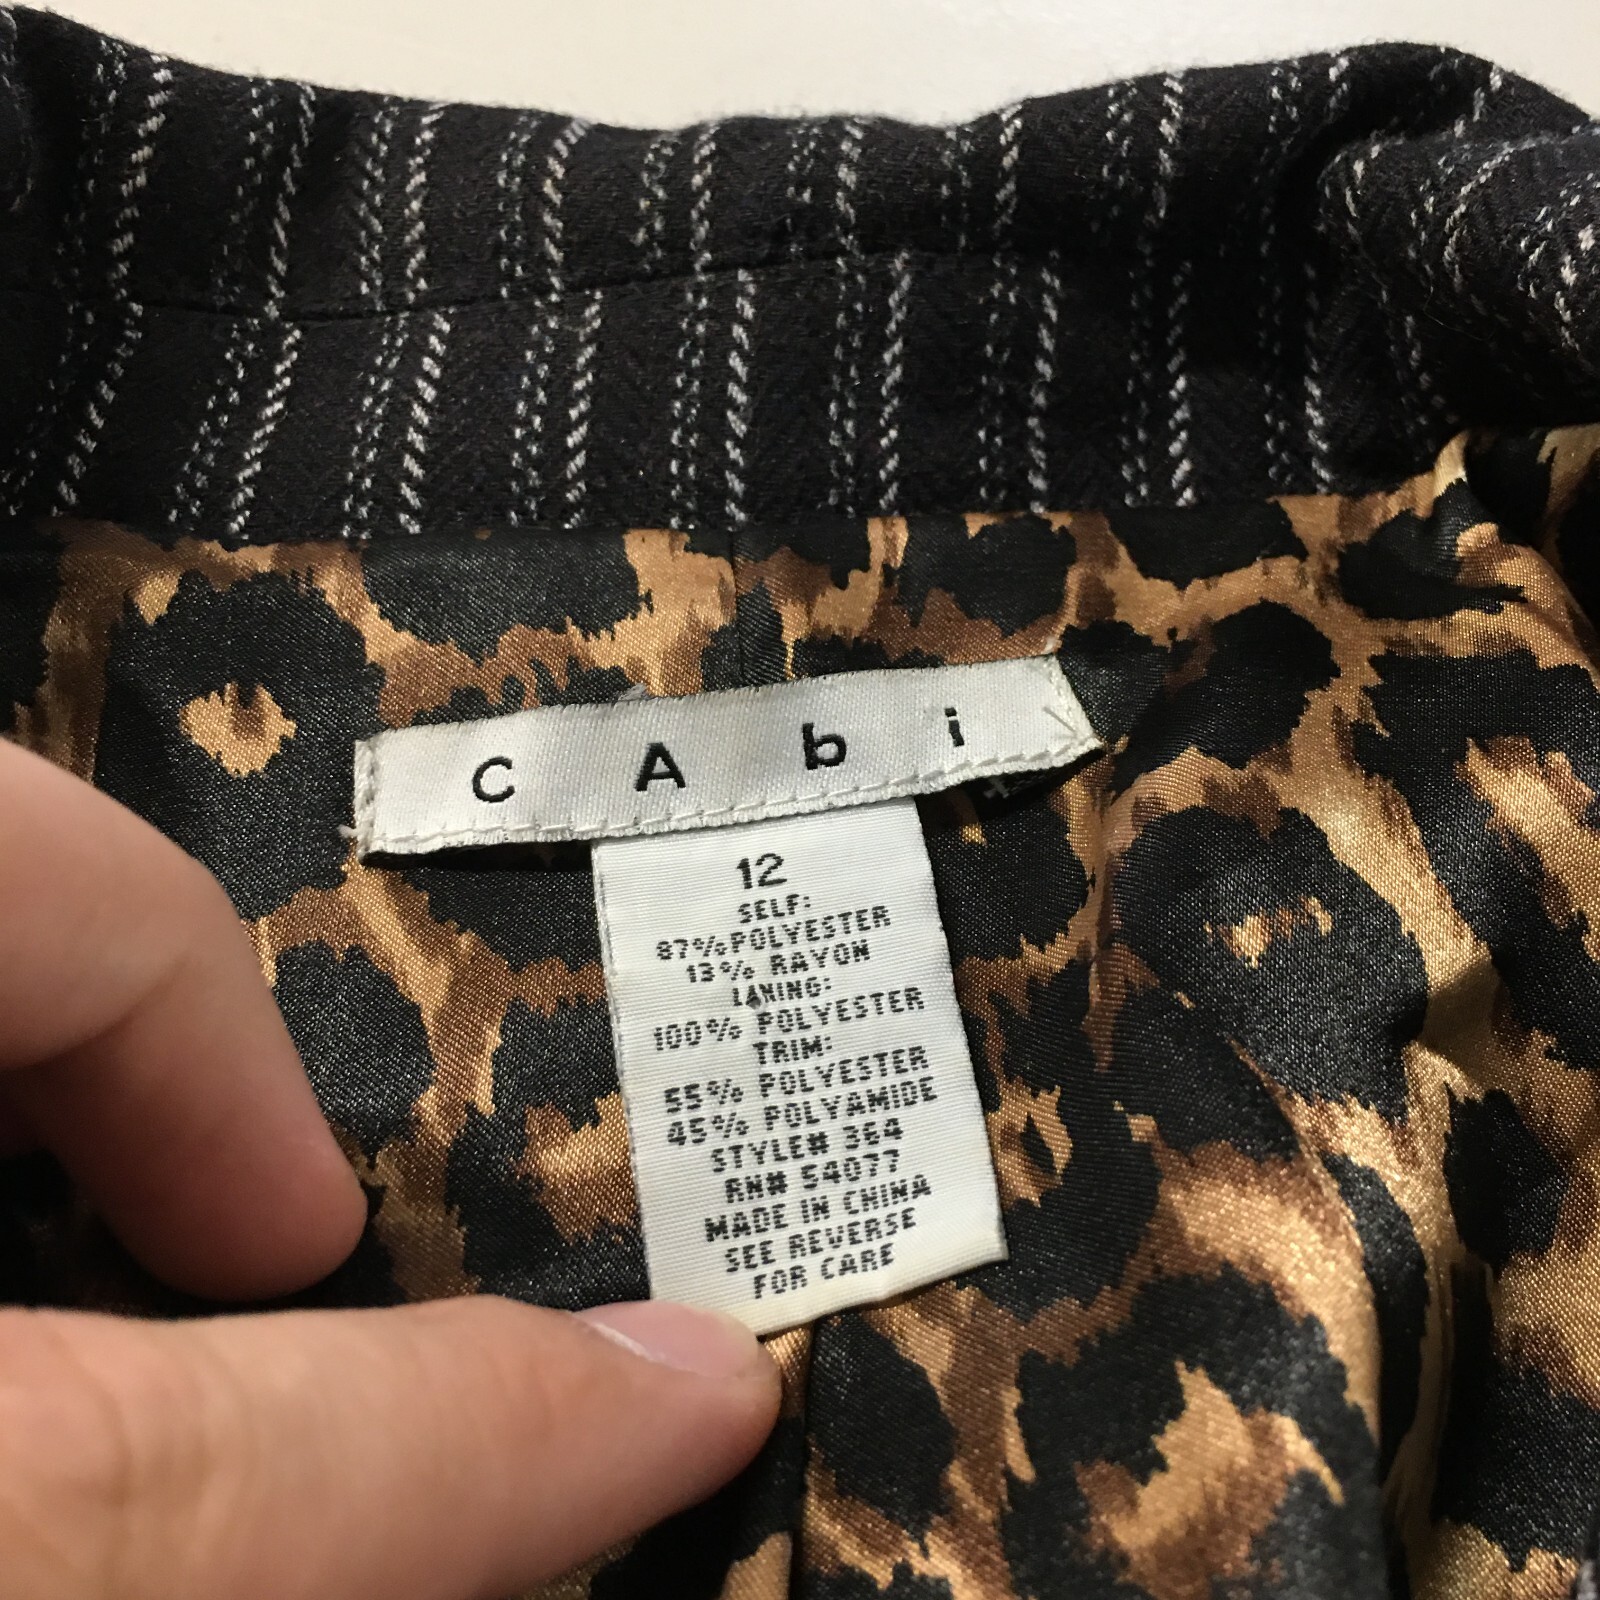 cAbi
12
SELF:
87% POLYESTER
13% RAYON
LINING:
100% POLYESTER
TRIM:
55% POLYESTER
45% POLYAMIDE
STYLE# 364
RN# 54077
MADE IN CHINA
SEE REVERSE
FOR CARE